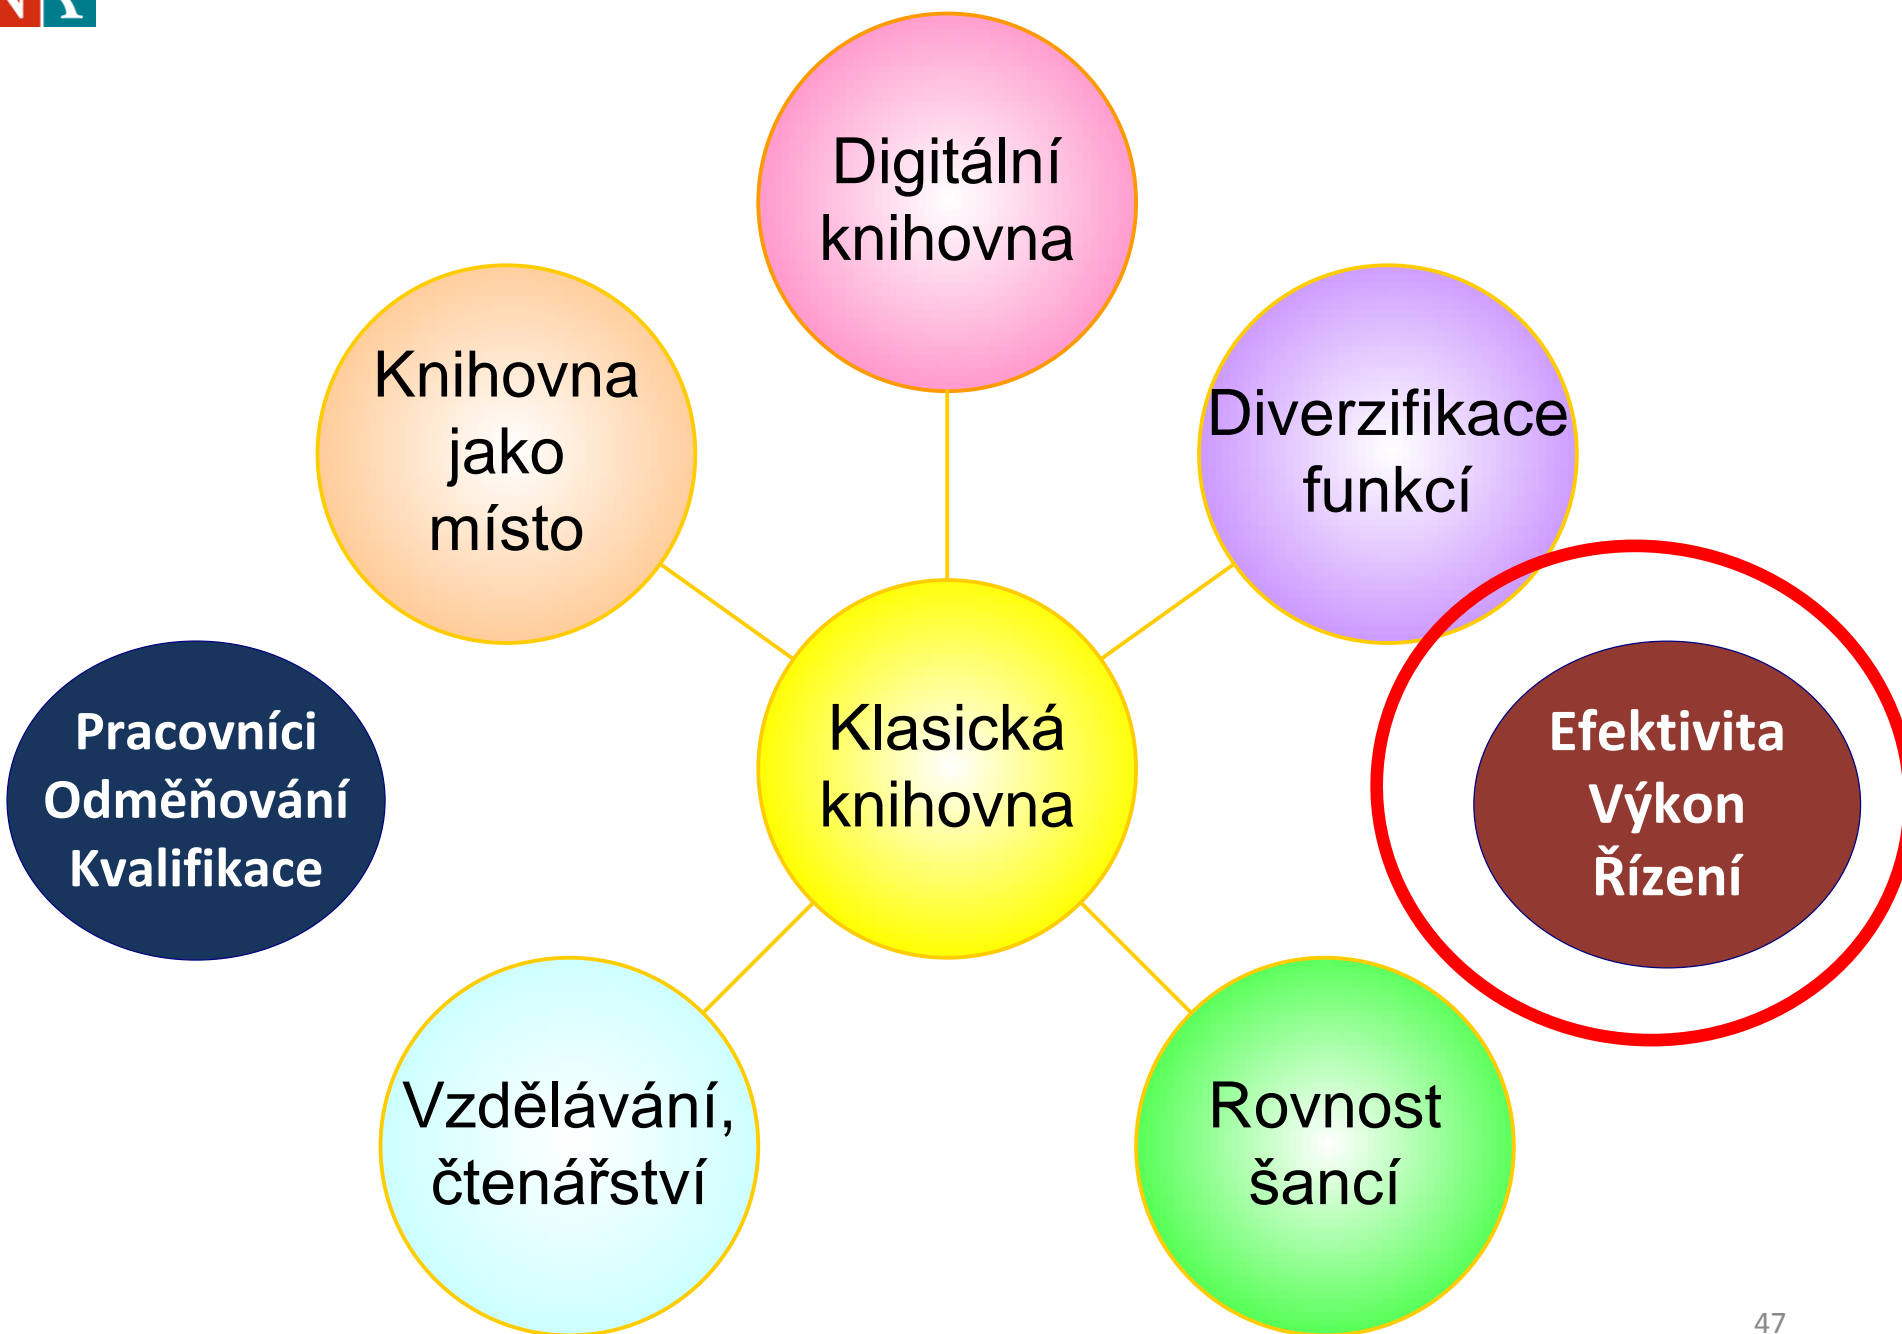 Digitální
knihovna
Knihovna
jako
místo
Diverzifikace
funkcí
Pracovníci
Odměňování
Kvalifikace
Klasická
knihovna
Efektivita
Výkon
Řízení
Vzdělávání,
čtenářství
Rovnost
šancí
47